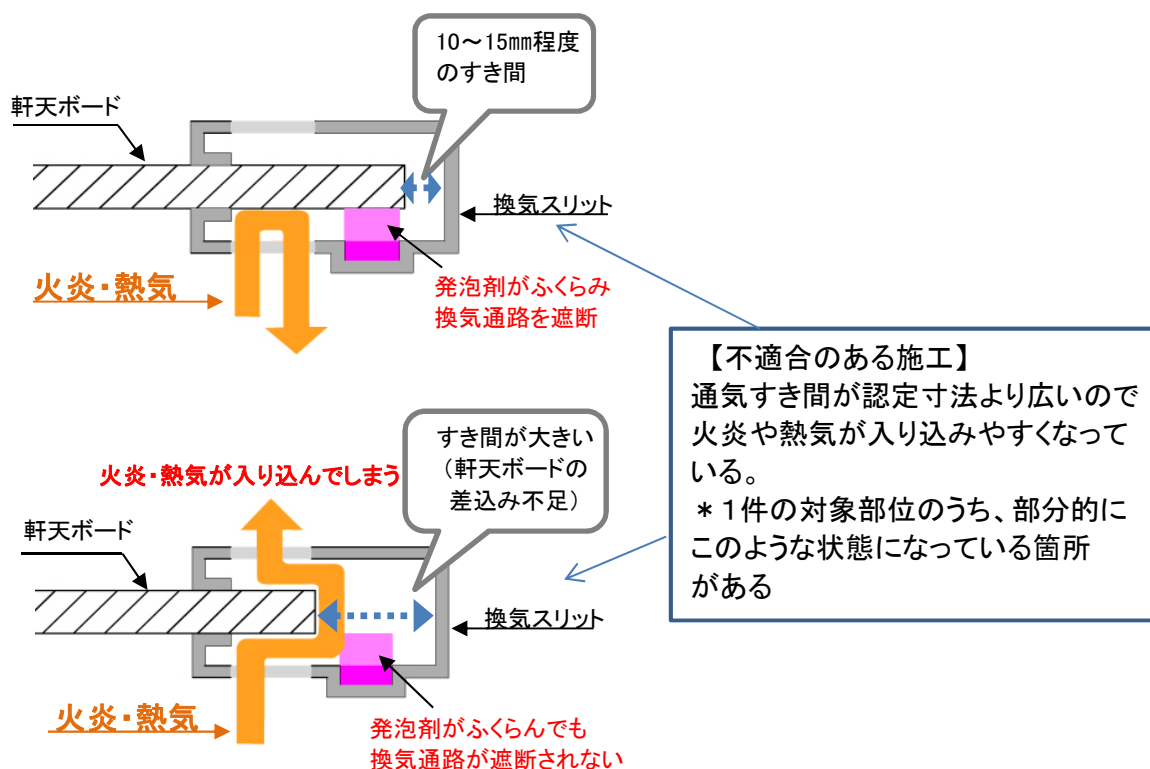 10~15㎜程度
のすき間
軒天ボード
換気スリット
火炎・熱気
発泡剤がふくらみ
換気通路を遮断
【不適合のある施工】
通気すき間が認定寸法より広いので
火炎や熱気が入り込みやすくなって
いる。
*1件の対象部位のうち、部分的に
このような状態になっている箇所
がある
すき間が大きい
(軒天ボードの
差込み不足)
火炎・熱気が入り込んでしまう
軒天ボード
換気スリット
火炎・熱気
発泡剤がふくらんでも
換気通路が遮断されない